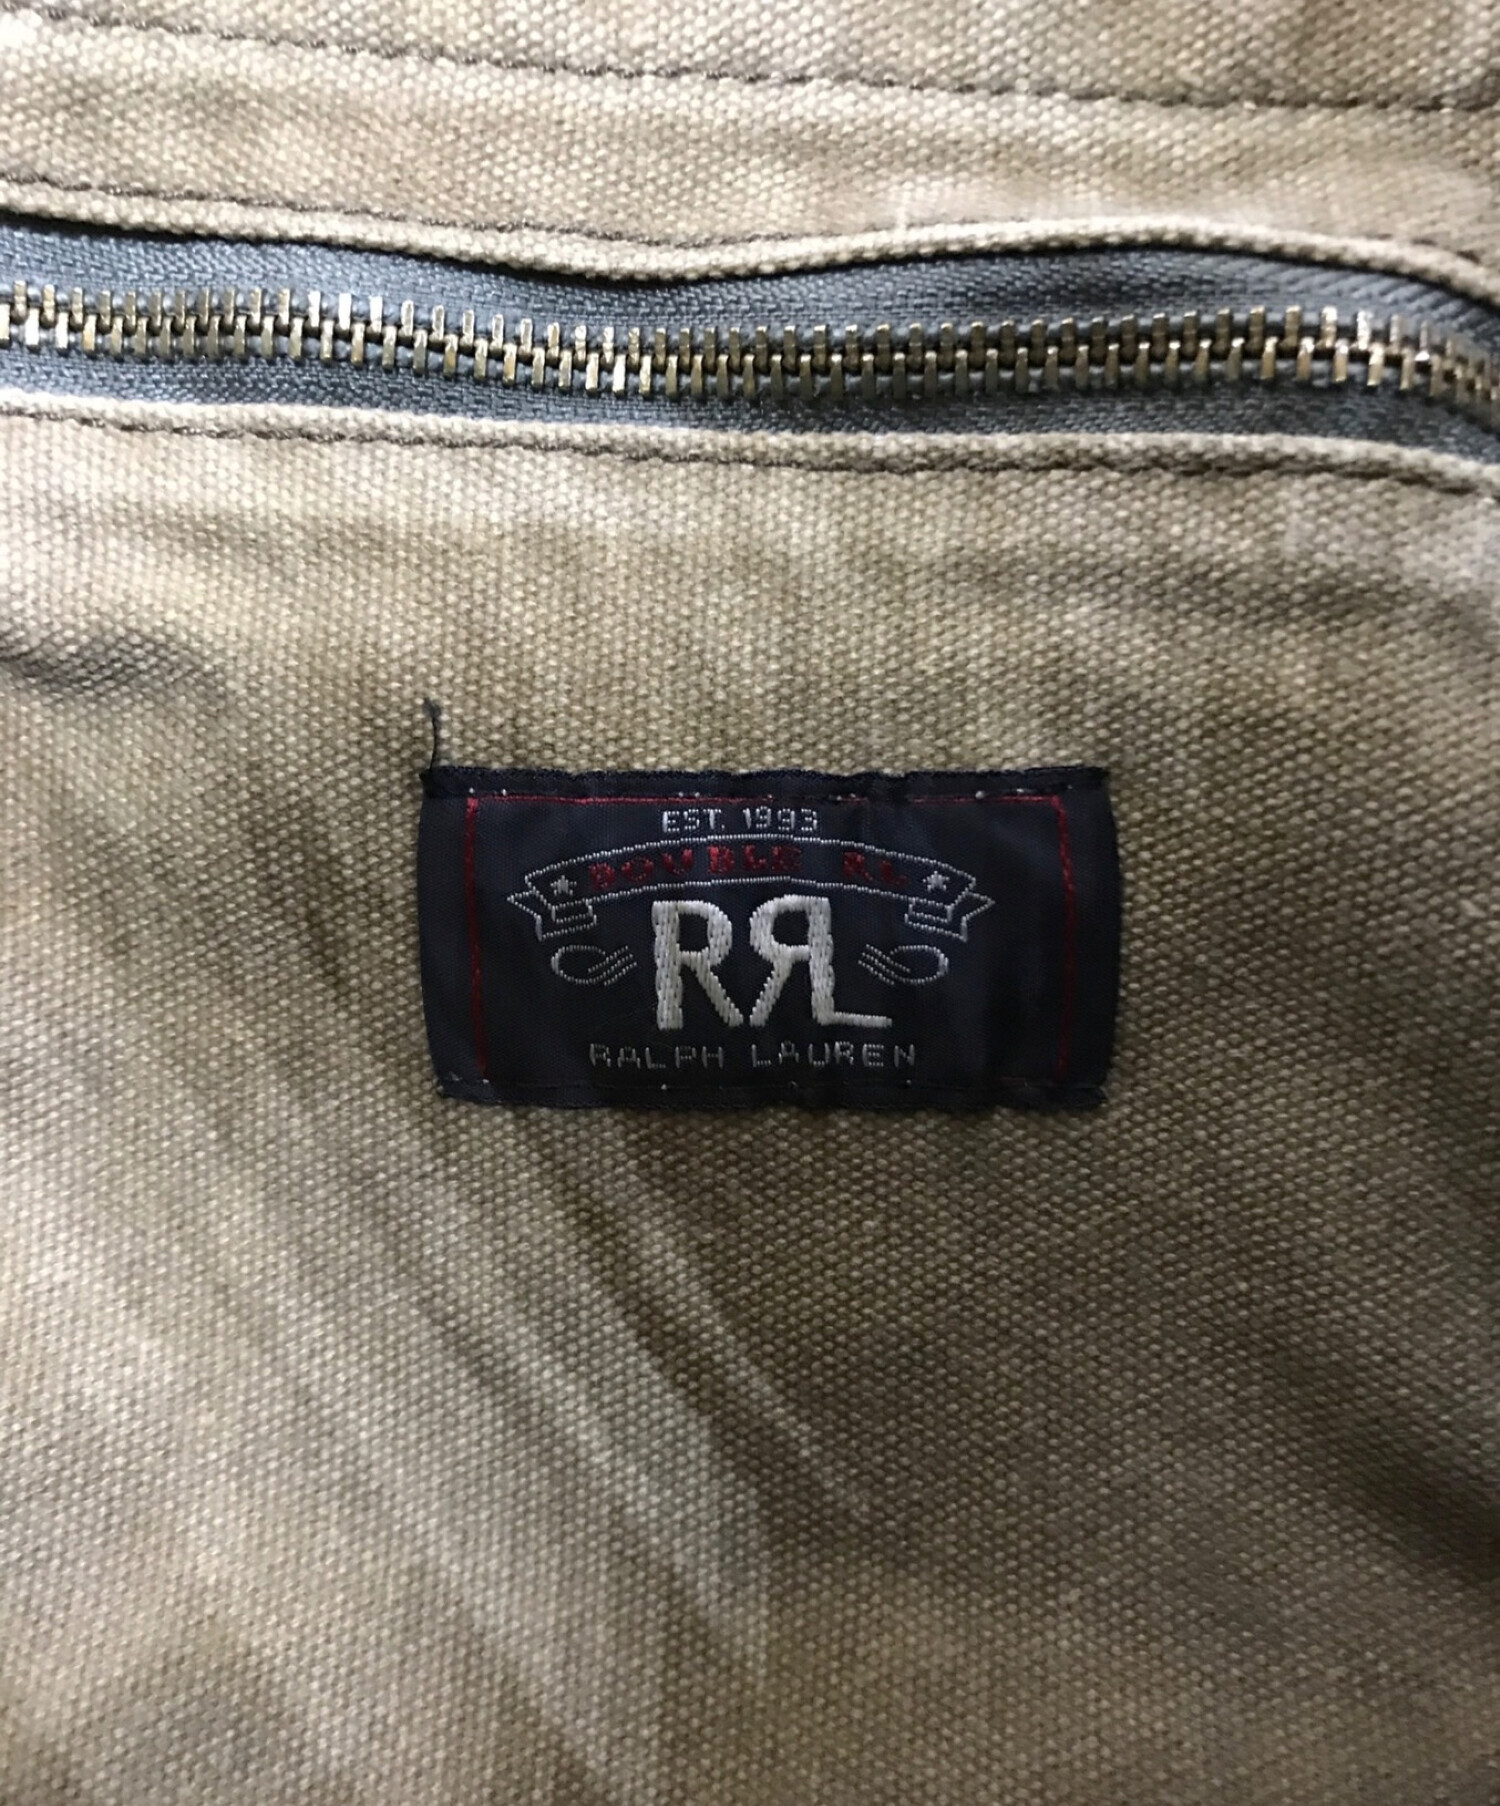 EST. 1993
DOUBLE RL
RRL
RALPH LAUREN